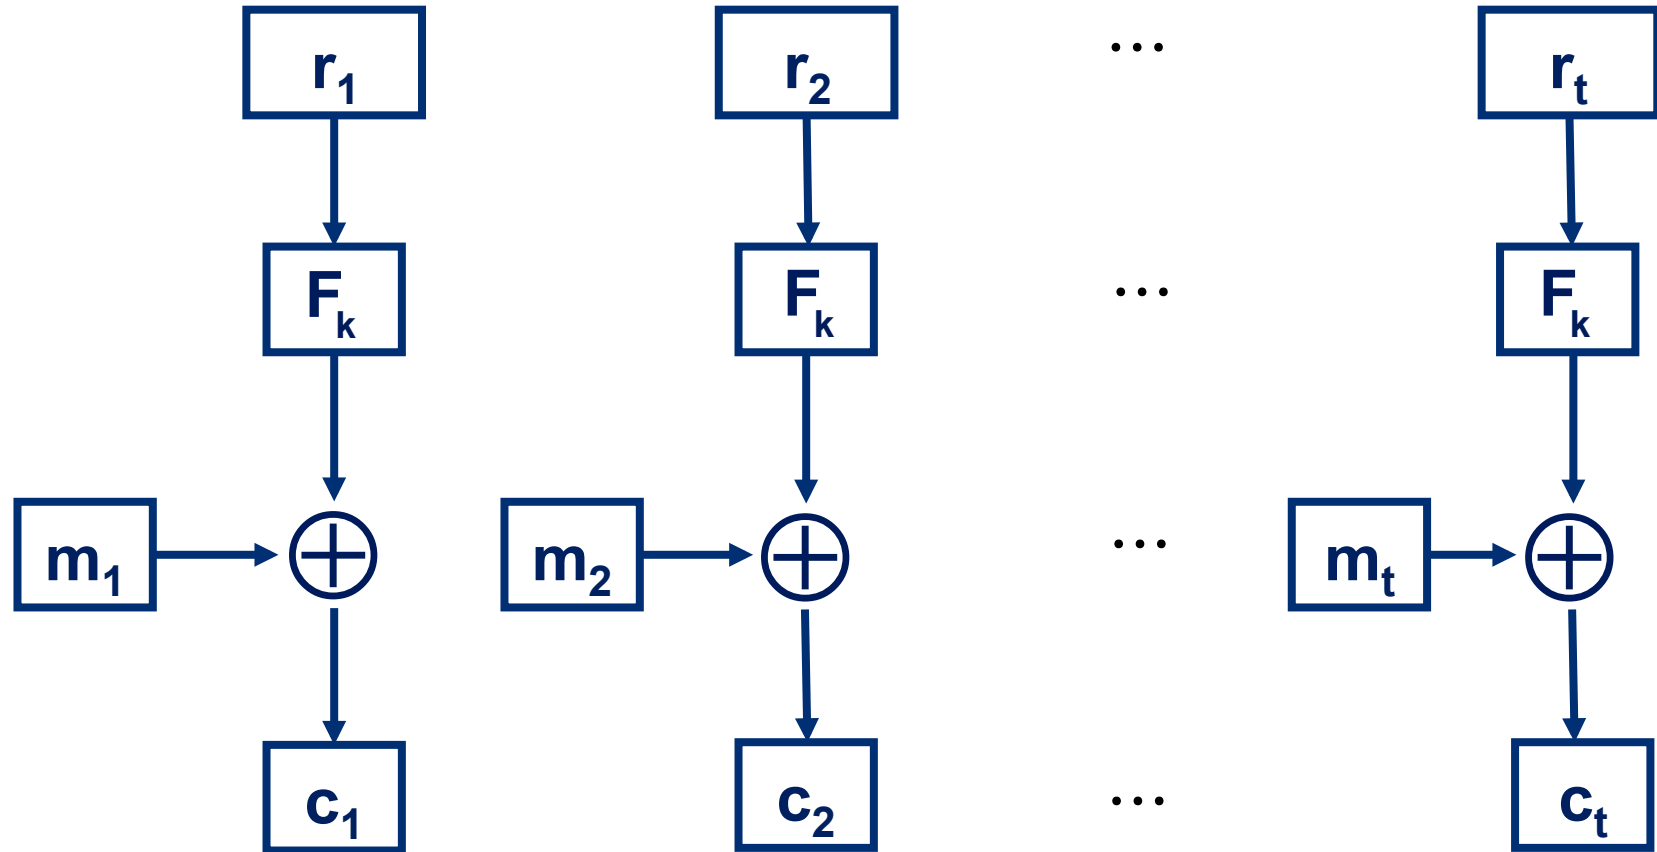 r₁ r₂ ... rₜ
Fₖ Fₖ ... Fₖ
m₁ m₂ ... mₜ
c₁ c₂ ... cₜ